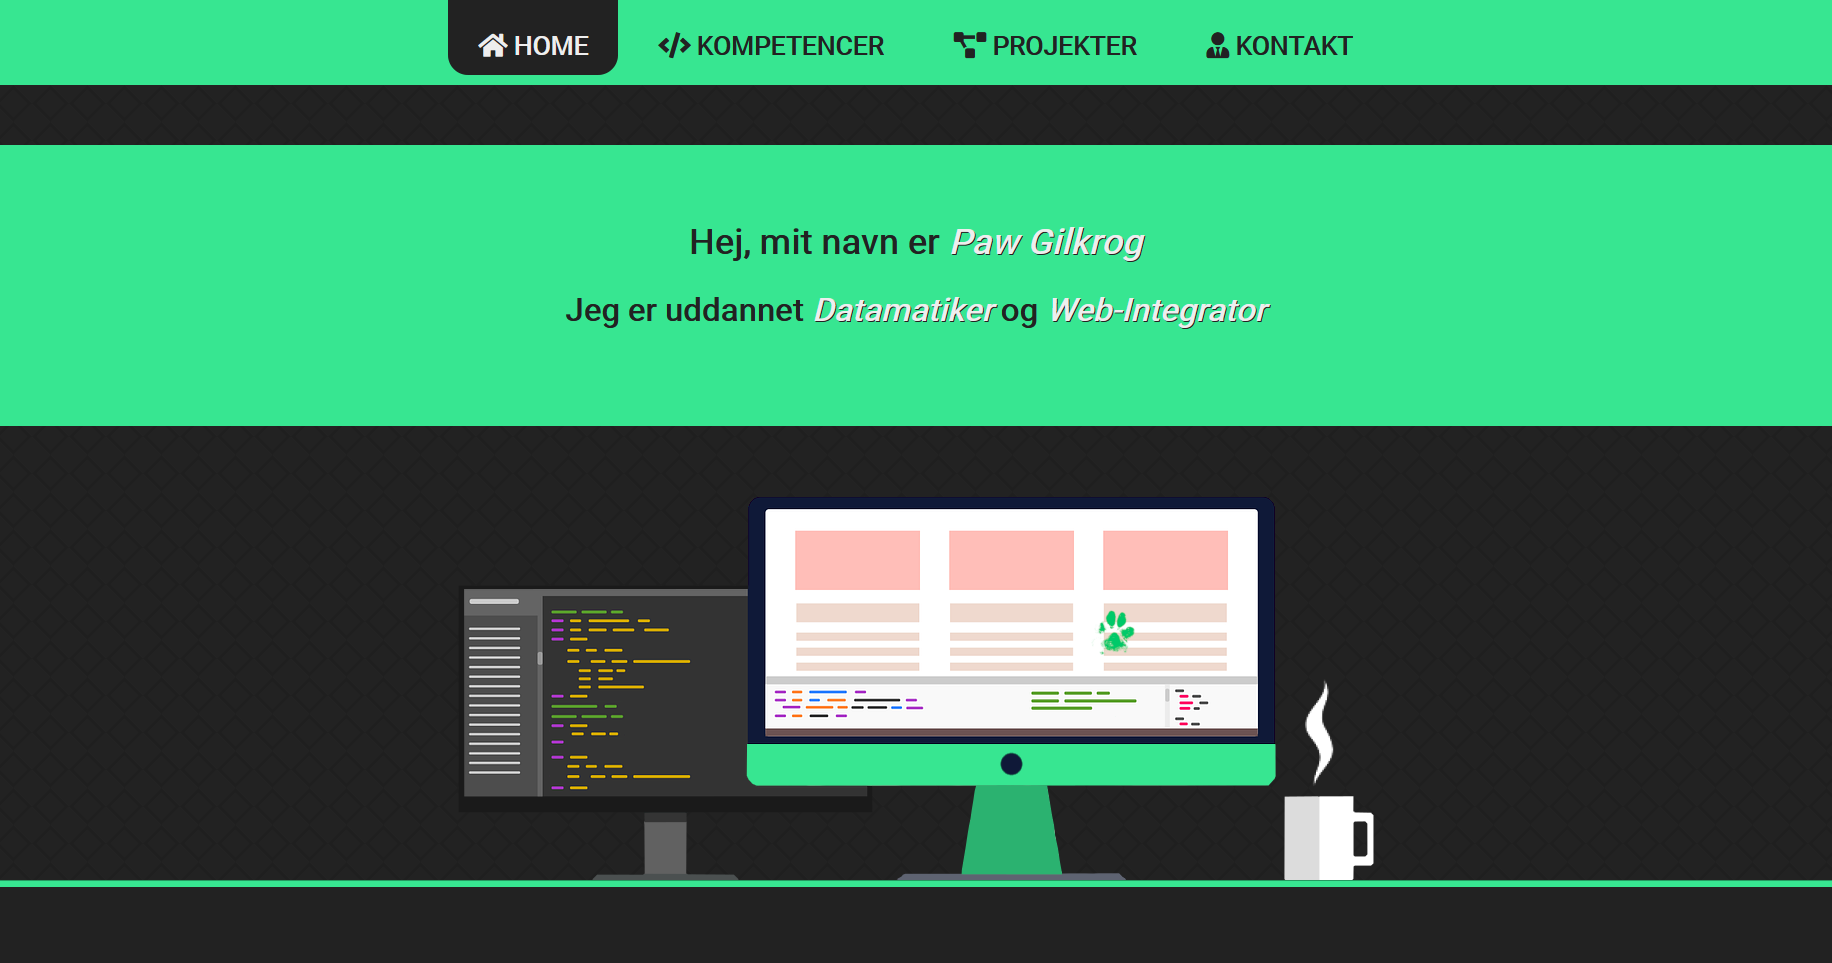 HOME KOMPETENCER PROJEKTER KONTAKT
Hej, mit navn er Paw Gilkrog
Jeg er uddannet Datamatiker og Web-Integrator